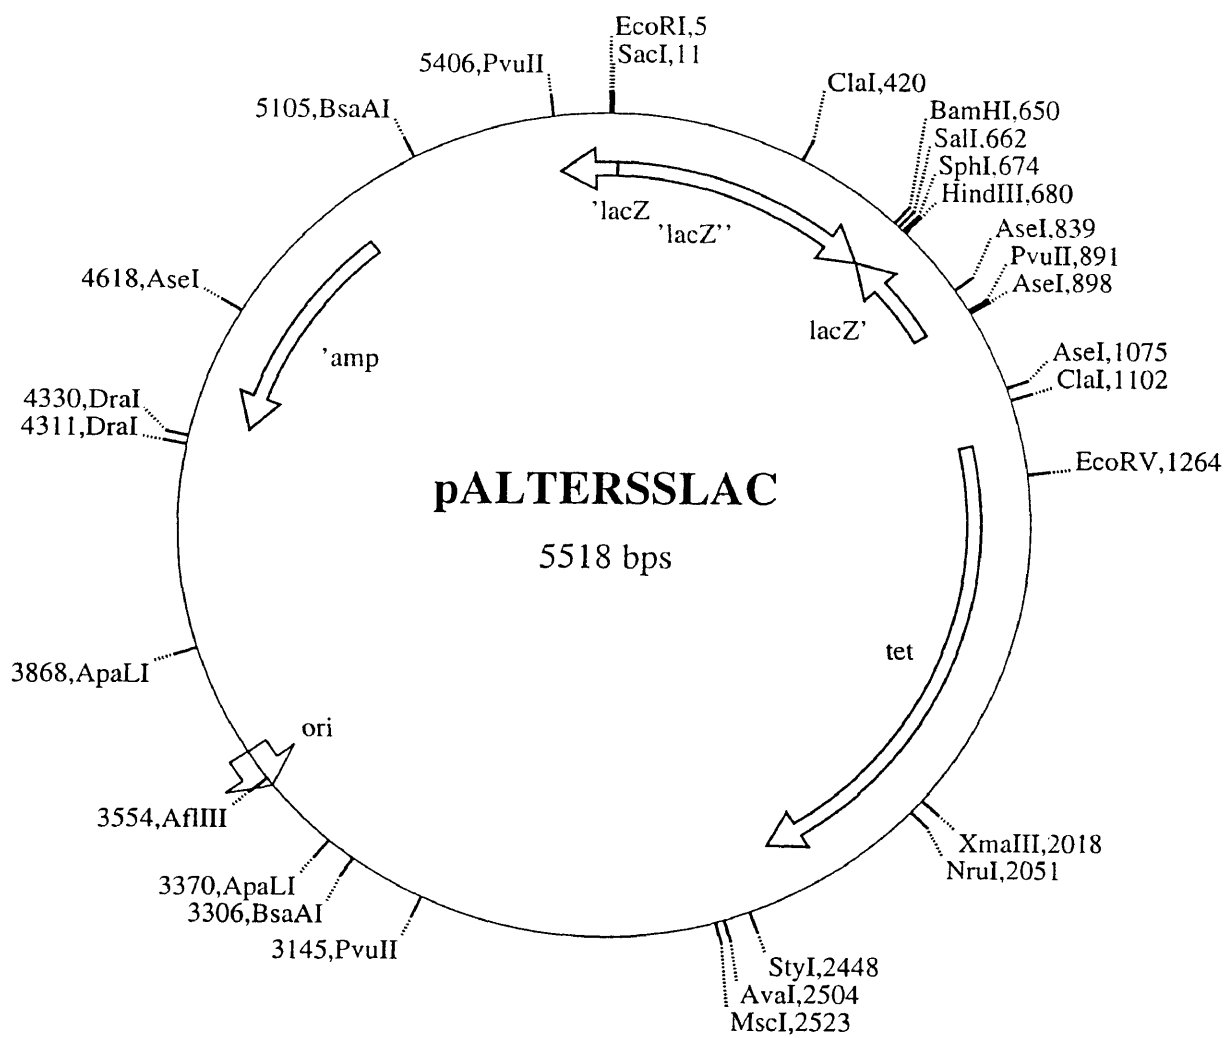 EcoRI,5
SacI,11
5406,PvuII
ClaI,420
5105,BsaAI
BamHI,650
SalI,662
SphI,674
HindIII,680
'lacZ
'lacZ''
AseI,839
PvuII,891
AseI,898
4618,AseI
lacZ'
'amp
AseI,1075
ClaI,1102
4330,DraI
4311,DraI
EcoRV,1264
pALTERSSLAC
5518 bps
tet
3868,ApaLI
ori
3554,AflIII
XmaIII,2018
NruI,2051
3370,ApaLI
3306,BsaAI
3145,PvuII
StyI,2448
AvaI,2504
MscI,2523